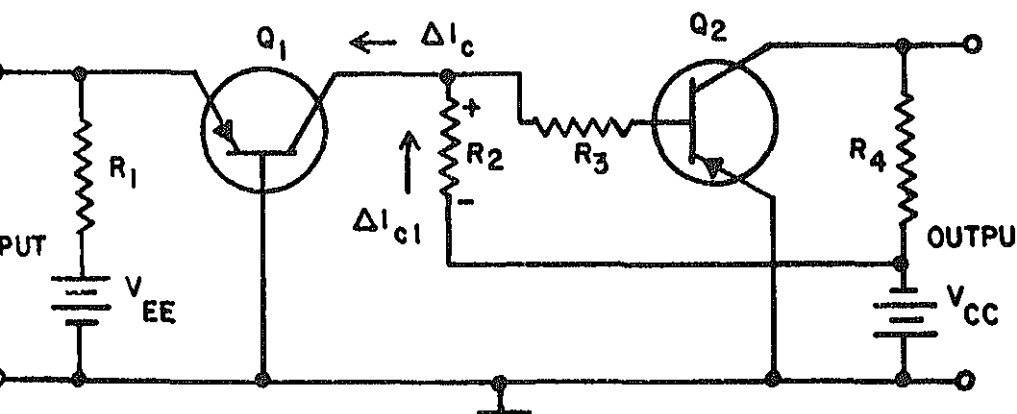 Q1
ΔIc
Q2
+
R1
R2
R3
R4
ΔIc1
-
PUT
OUTPU
VEE
VCC